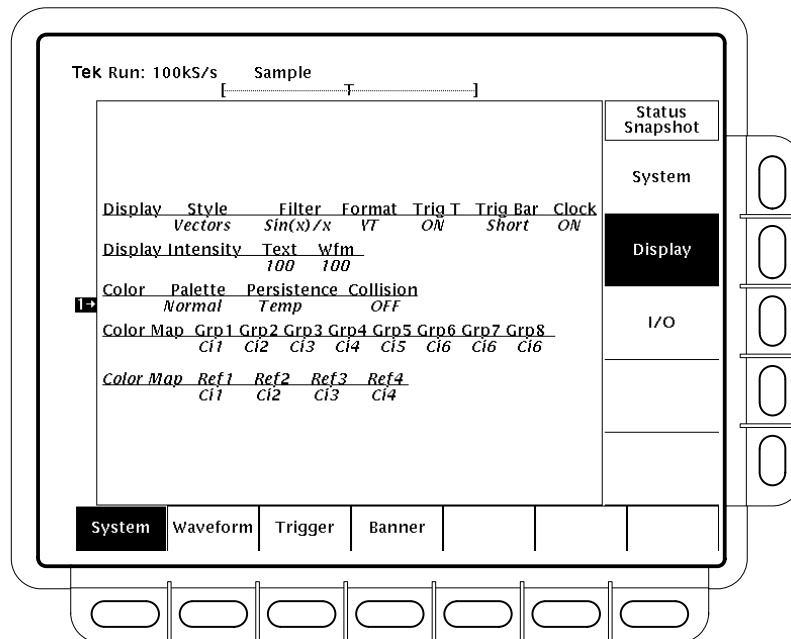 Tek Run: 100kS/s Sample
[ T ]
Status
Snapshot
System
Display Style Filter Format Trig T Trig Bar Clock
Vectors Sin(x)/x YT ON Short ON
Display Intensity Text Wfm
100 100
Display
Color Palette Persistence Collision
Normal Temp OFF
1→
Color Map Grp1 Grp2 Grp3 Grp4 Grp5 Grp6 Grp7 Grp8
Ci1 Ci2 Ci3 Ci4 Ci5 Ci6 Ci6 Ci6
I/O
Color Map Ref1 Ref2 Ref3 Ref4
Ci1 Ci2 Ci3 Ci4
System Waveform Trigger Banner